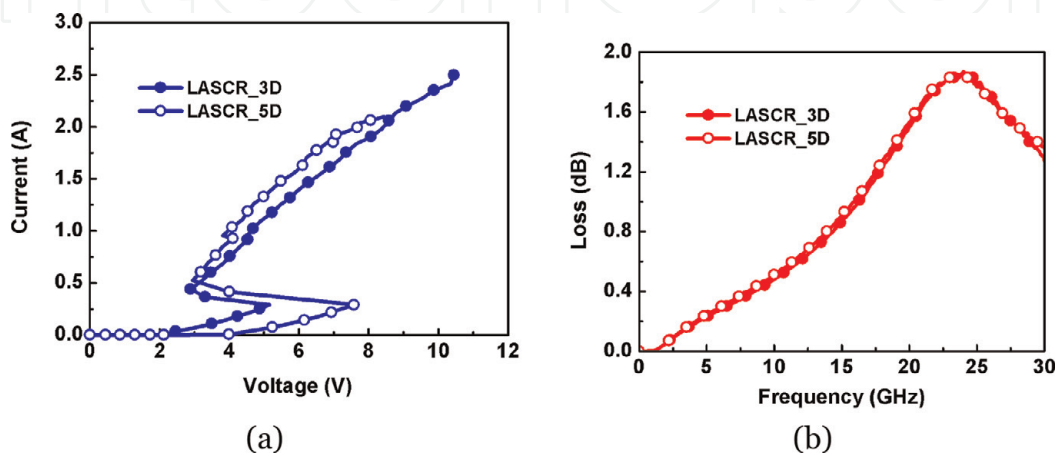 3.0
2.5
2.0
1.5
1.0
0.5
0.0
0 2 4 6 8 10 12
Current (A)
Voltage (V)
LASCR_3D
LASCR_5D
(a)
2.0
1.6
1.2
0.8
0.4
0.0
0 5 10 15 20 25 30
Loss (dB)
Frequency (GHz)
LASCR_3D
LASCR_5D
(b)